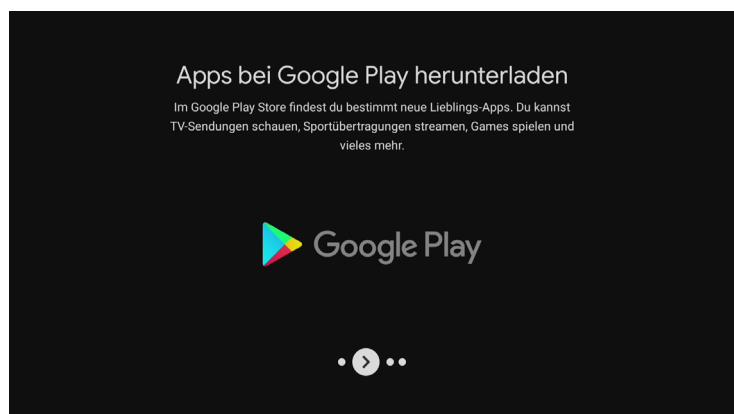 Apps bei Google Play herunterladen
Im Google Play Store findest du bestimmt neue Lieblings-Apps. Du kannst
TV-Sendungen schauen, Sportübertragungen streamen, Games spielen und
vieles mehr.
Google Play